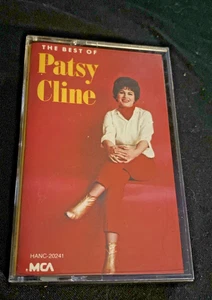 THE BEST OF
Patsy
Cline
HANC-20241
MCA